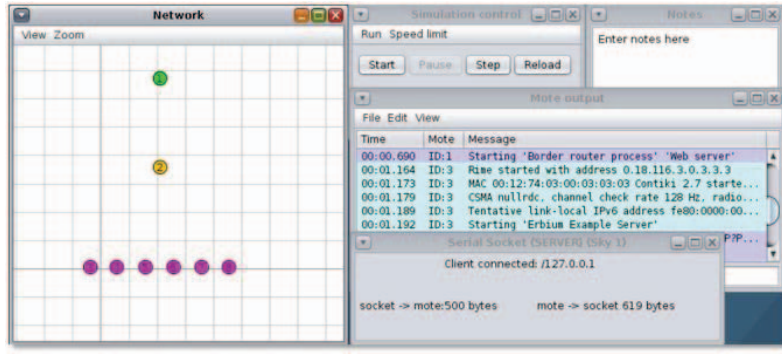 Network
View Zoom
1
2
Simulation control
Run Speed limit
Start Pause Step Reload
Notes
Enter notes here
Mote output
File Edit View
Time Mote Message
00:00.690 ID:1 Starting 'Border router process' 'Web server'
00:01.164 ID:3 Rime started with address 0.18.116.3.0.3.3.3
00:01.173 ID:3 MAC 00:12:74:03:00:03:03:03 Contiki 2.7 starte...
00:01.179 ID:3 CSMA nullrdc, channel check rate 128 Hz, radio...
00:01.189 ID:3 Tentative link-local IPv6 address fe80:0000:00...
00:01.192 ID:3 Starting 'Erbium Example Server'
P?P...
Serial Socket (SERVER) (Sky 1)
Client connected: /127.0.0.1
socket -> mote:500 bytes mote -> socket 619 bytes